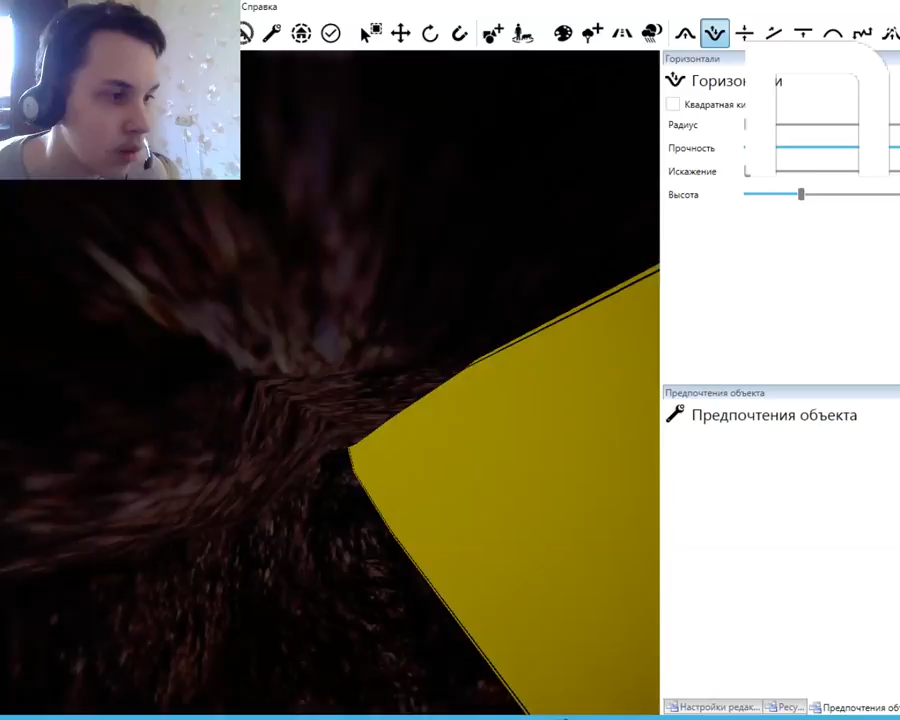 Справка
Горизонтали
Горизон и
Квадратная ки
Радиус
Прочность
Искажение
Высота
Предпочтения объекта
Предпочтения объекта
Настройки редак...
Ресу...
Предпочтения об